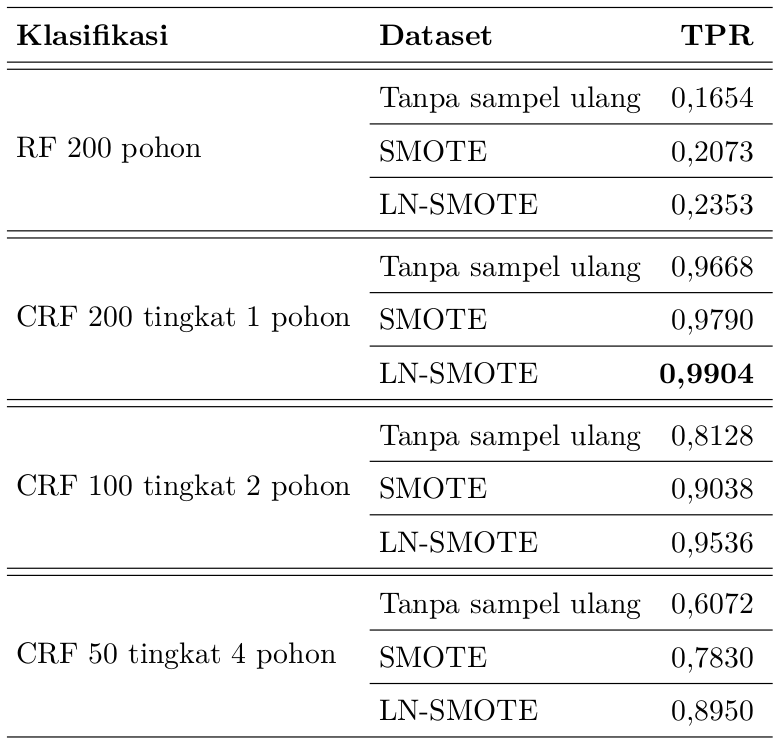 Klasifikasi Dataset TPR
Tanpa sampel ulang 0,1654
RF 200 pohon SMOTE 0,2073
LN-SMOTE 0,2353
Tanpa sampel ulang 0,9668
CRF 200 tingkat 1 pohon SMOTE 0,9790
LN-SMOTE 0,9904
Tanpa sampel ulang 0,8128
CRF 100 tingkat 2 pohon SMOTE 0,9038
LN-SMOTE 0,9536
Tanpa sampel ulang 0,6072
CRF 50 tingkat 4 pohon SMOTE 0,7830
LN-SMOTE 0,8950